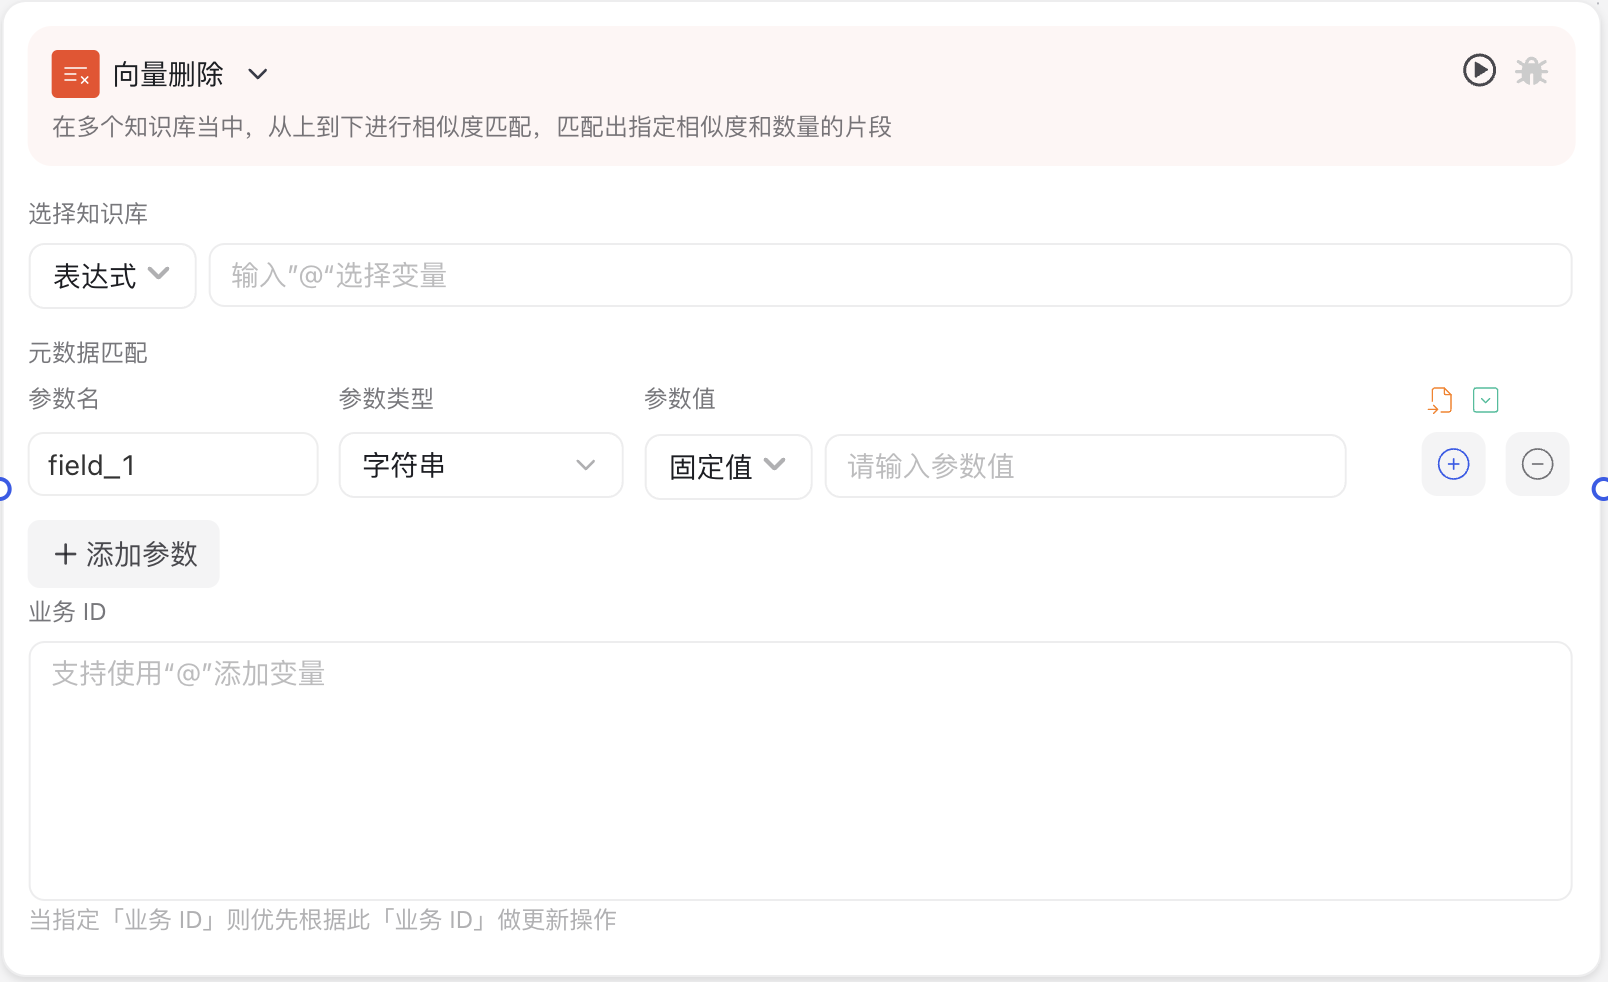 向量删除
在多个知识库当中，从上到下进行相似度匹配，匹配出指定相似度和数量的片段
选择知识库
表达式 输入”@“选择变量
元数据匹配
参数名 参数类型 参数值
field_1 字符串 固定值 请输入参数值
+ 添加参数
业务 ID
支持使用“@”添加变量
当指定「业务 ID」则优先根据此「业务 ID」做更新操作